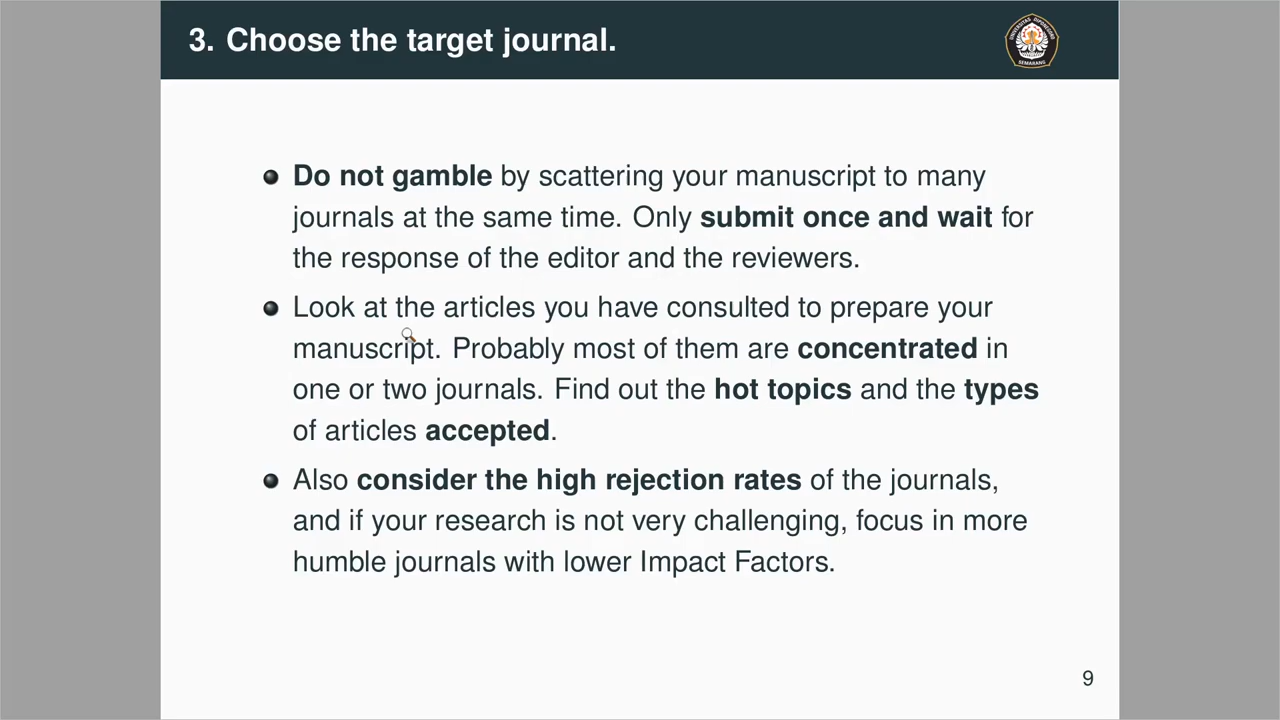 3. Choose the target journal.
UNIVERSITAS DIPONEGORO
SEMARANG
Do not gamble by scattering your manuscript to many
journals at the same time. Only submit once and wait for
the response of the editor and the reviewers.
Look at the articles you have consulted to prepare your
manuscript. Probably most of them are concentrated in
one or two journals. Find out the hot topics and the types
of articles accepted.
Also consider the high rejection rates of the journals,
and if your research is not very challenging, focus in more
humble journals with lower Impact Factors.
9